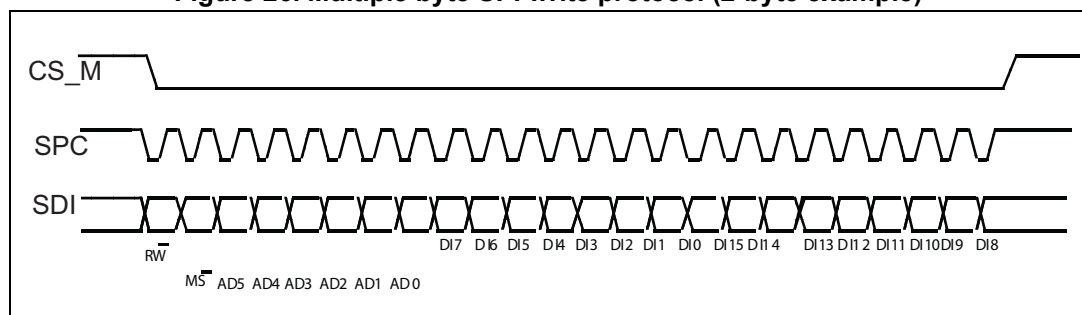 Figure 20. Multiple byte SPI write protocol (2-byte example)
CS_M
SPC
SDI
RW
DI7 DI6 DI5 DI4 DI3 DI2 DI1 DI0 DI15 DI14 DI13 DI12 DI11 DI10 DI9 DI8
MS AD5 AD4 AD3 AD2 AD1 AD0